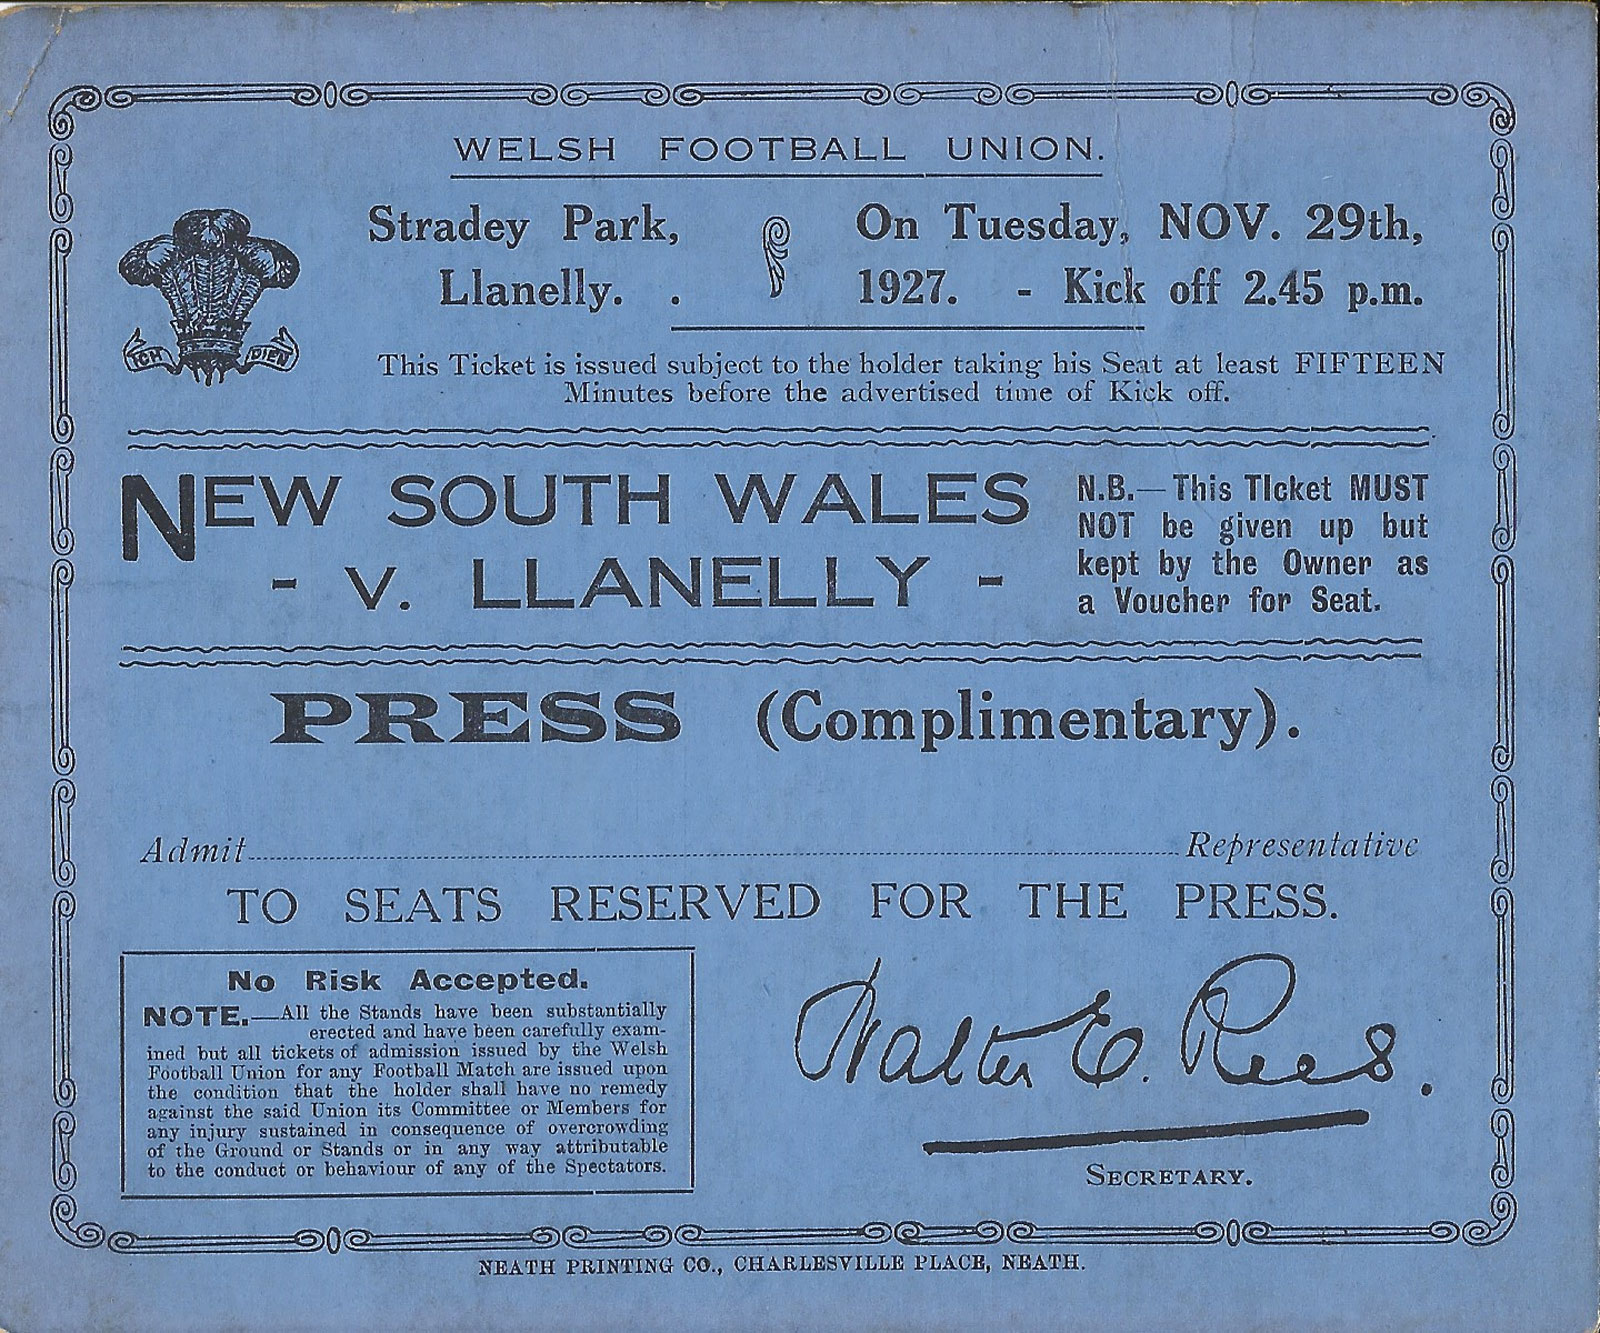 WELSH FOOTBALL UNION.
Stradey Park,
Llanelly. .
On Tuesday, NOV. 29th,
1927. - Kick off 2.45 p.m.
ICH DIEN
This Ticket is issued subject to the holder taking his Seat at least FIFTEEN
Minutes before the advertised time of Kick off.
NEW SOUTH WALES
- v. LLANELLY -
N.B.—This TIcket MUST
NOT be given up but
kept by the Owner as
a Voucher for Seat.
PRESS (Complimentary).
Admit........................Representative
TO SEATS RESERVED FOR THE PRESS.
No Risk Accepted.
NOTE.—All the Stands have been substantially
erected and have been carefully exam-
ined but all tickets of admission issued by the Welsh
Football Union for any Football Match are issued upon
the condition that the holder shall have no remedy
against the said Union its Committee or Members for
any injury sustained in consequence of overcrowding
of the Ground or Stands or in any way attributable
to the conduct or behaviour of any of the Spectators.
Walter E. Rees.
SECRETARY.
NEATH PRINTING CO., CHARLESVILLE PLACE, NEATH.